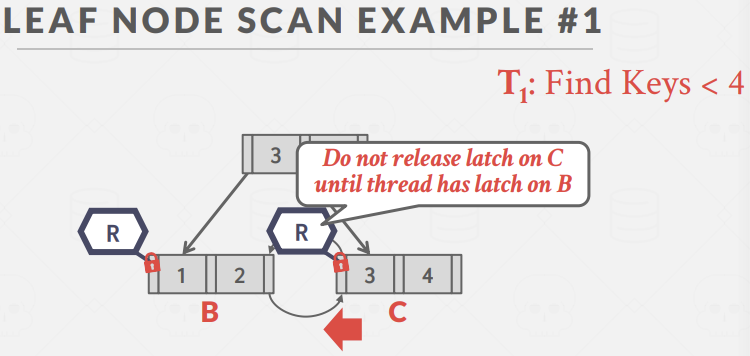 LEAF NODE SCAN EXAMPLE #1
T1: Find Keys < 4
3
Do not release latch on C
until thread has latch on B
R
R
1 2
3 4
B
C